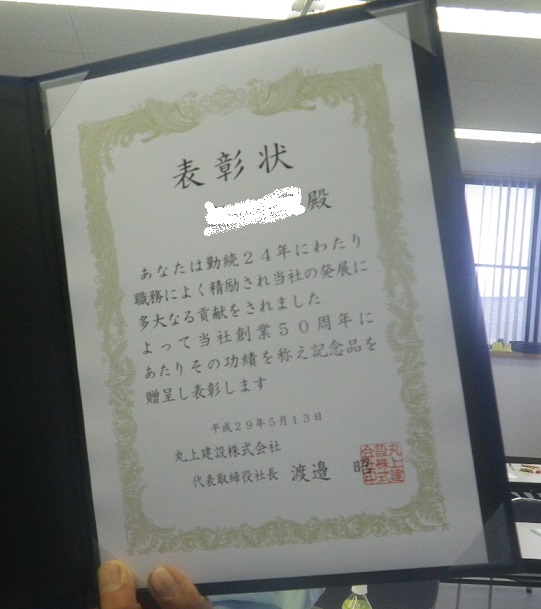 表彰状
殿
あなたは勤続24年にわたり
職務によく精励され当社の発展に
多大なる貢献をされました
よって当社創業50周年に
あたりその功績を称え記念品を
贈呈し表彰します
平成29年5月13日
丸上建設株式会社
代表取締役社長 渡邉 昭